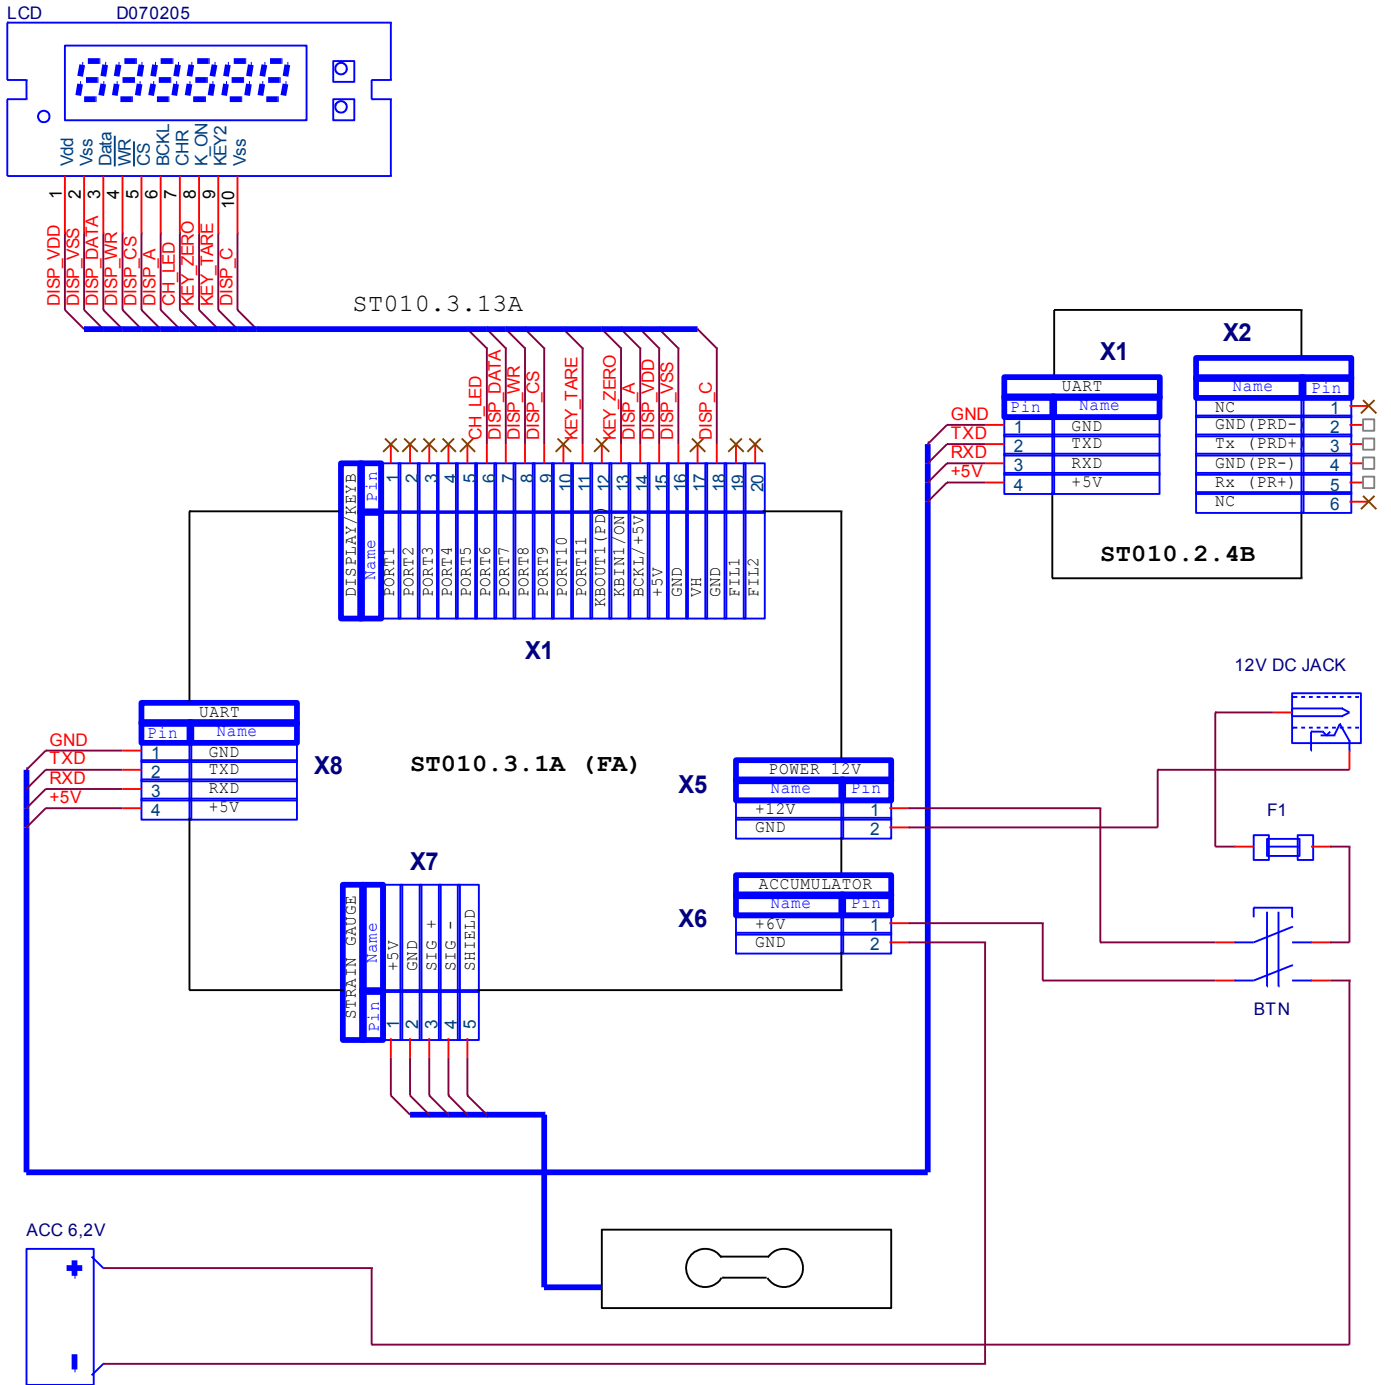 LCD D070205
Vdd
Vss
Data
WR
CS
BCKL
CHR
K_ON
KEY2
Vss
1
2
3
4
5
6
7
8
9
10
DISP_VDD
DISP_VSS
DISP_DATA
DISP_WR
DISP_CS
DISP_A
CH_LED
KEY_ZERO
KEY_TARE
DISP_C
ST010.3.13A
CH_LED
DISP_DATA
DISP_WR
DISP_CS
KEY_TARE
KEY_ZERO
DISP_A
DISP_VDD
DISP_VSS
DISP_C
DISPLAY/KEYB
Pin
Name
1 PORT1
2 PORT2
3 PORT3
4 PORT4
5 PORT5
6 PORT6
7 PORT7
8 PORT8
9 PORT9
10 PORT10
11 PORT11
12 KBOUT1(PD)
13 KBIN1/ON
14 BCKL/+5V
15 +5V
16 GND
17 VH
18 GND
19 FIL1
20 FIL2
X1
X1
UART
Pin Name
GND 1 GND
TXD 2 TXD
RXD 3 RXD
+5V 4 +5V
X2
Name Pin
NC 1
GND(PRD- 2
Tx (PRD+ 3
GND(PR-) 4
Rx (PR+) 5
NC 6
ST010.2.4B
UART
Pin Name
GND 1 GND
TXD 2 TXD
RXD 3 RXD
+5V 4 +5V
X8
ST010.3.1A (FA)
X5
POWER 12V
Name Pin
+12V 1
GND 2
X6
ACCUMULATOR
Name Pin
+6V 1
GND 2
12V DC JACK
F1
BTN
X7
STRAIN GAUGE
Name
Pin
+5V 1
GND 2
SIG + 3
SIG - 4
SHIELD 5
ACC 6,2V
+
-